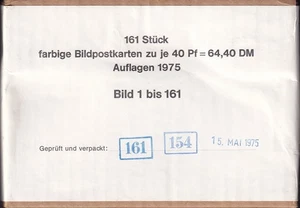 161 Stück
farbige Bildpostkarten zu je 40 Pf = 64,40 DM
Auflagen 1975
Bild 1 bis 161
Geprüft und verpackt: 161 154 15. MAI 1975